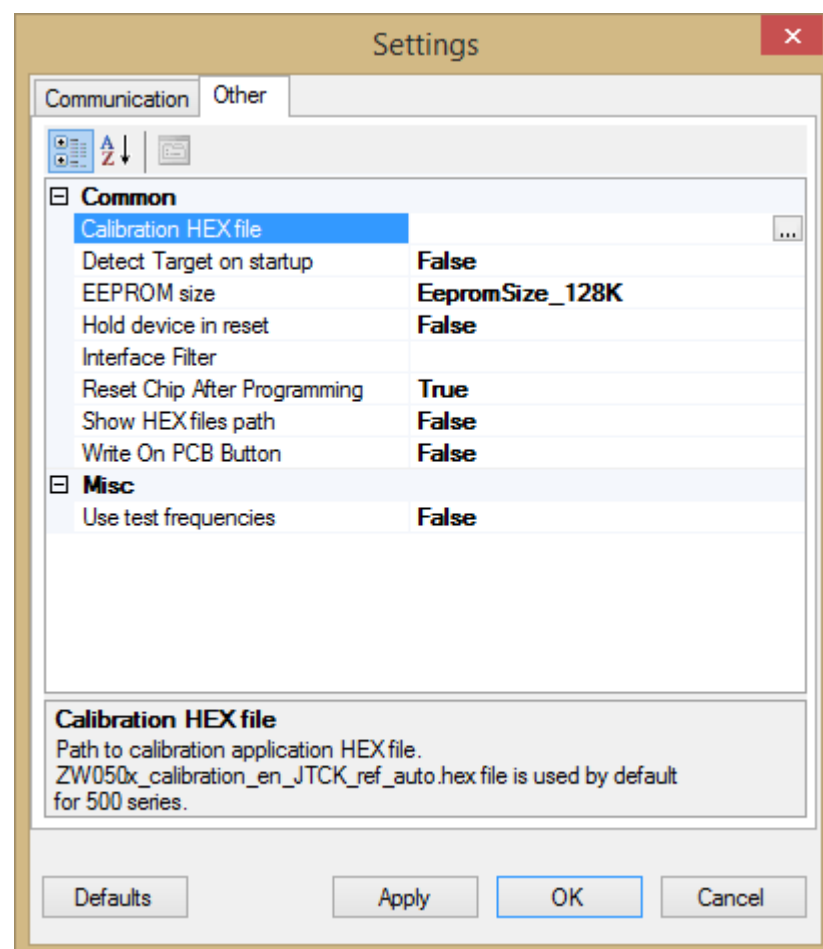 Settings
Communication Other
A
Z
Common
Calibration HEX file ...
Detect Target on startup False
EEPROM size EepromSize_128K
Hold device in reset False
Interface Filter
Reset Chip After Programming True
Show HEX files path False
Write On PCB Button False
Misc
Use test frequencies False
Calibration HEX file
Path to calibration application HEX file.
ZW050x_calibration_en_JTCK_ref_auto.hex file is used by default
for 500 series.
Defaults Apply OK Cancel